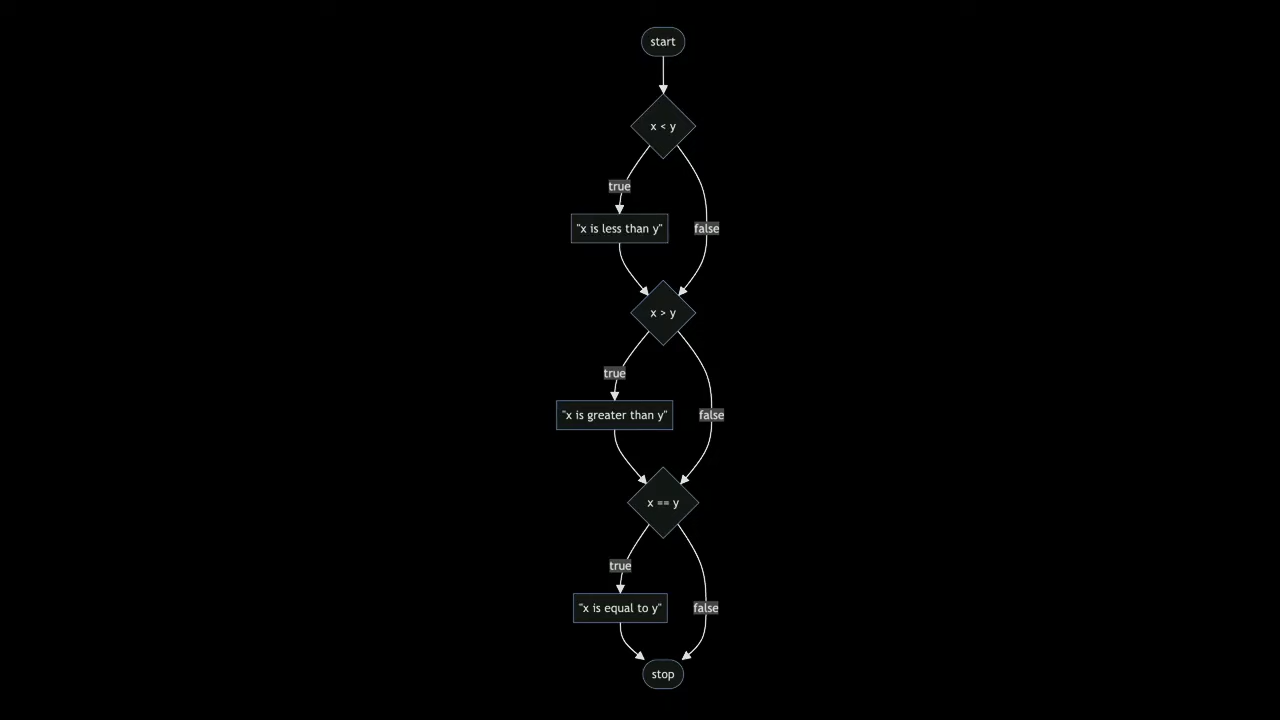 start
x < y
true
"x is less than y"
false
x > y
true
"x is greater than y"
false
x == y
true
"x is equal to y"
false
stop